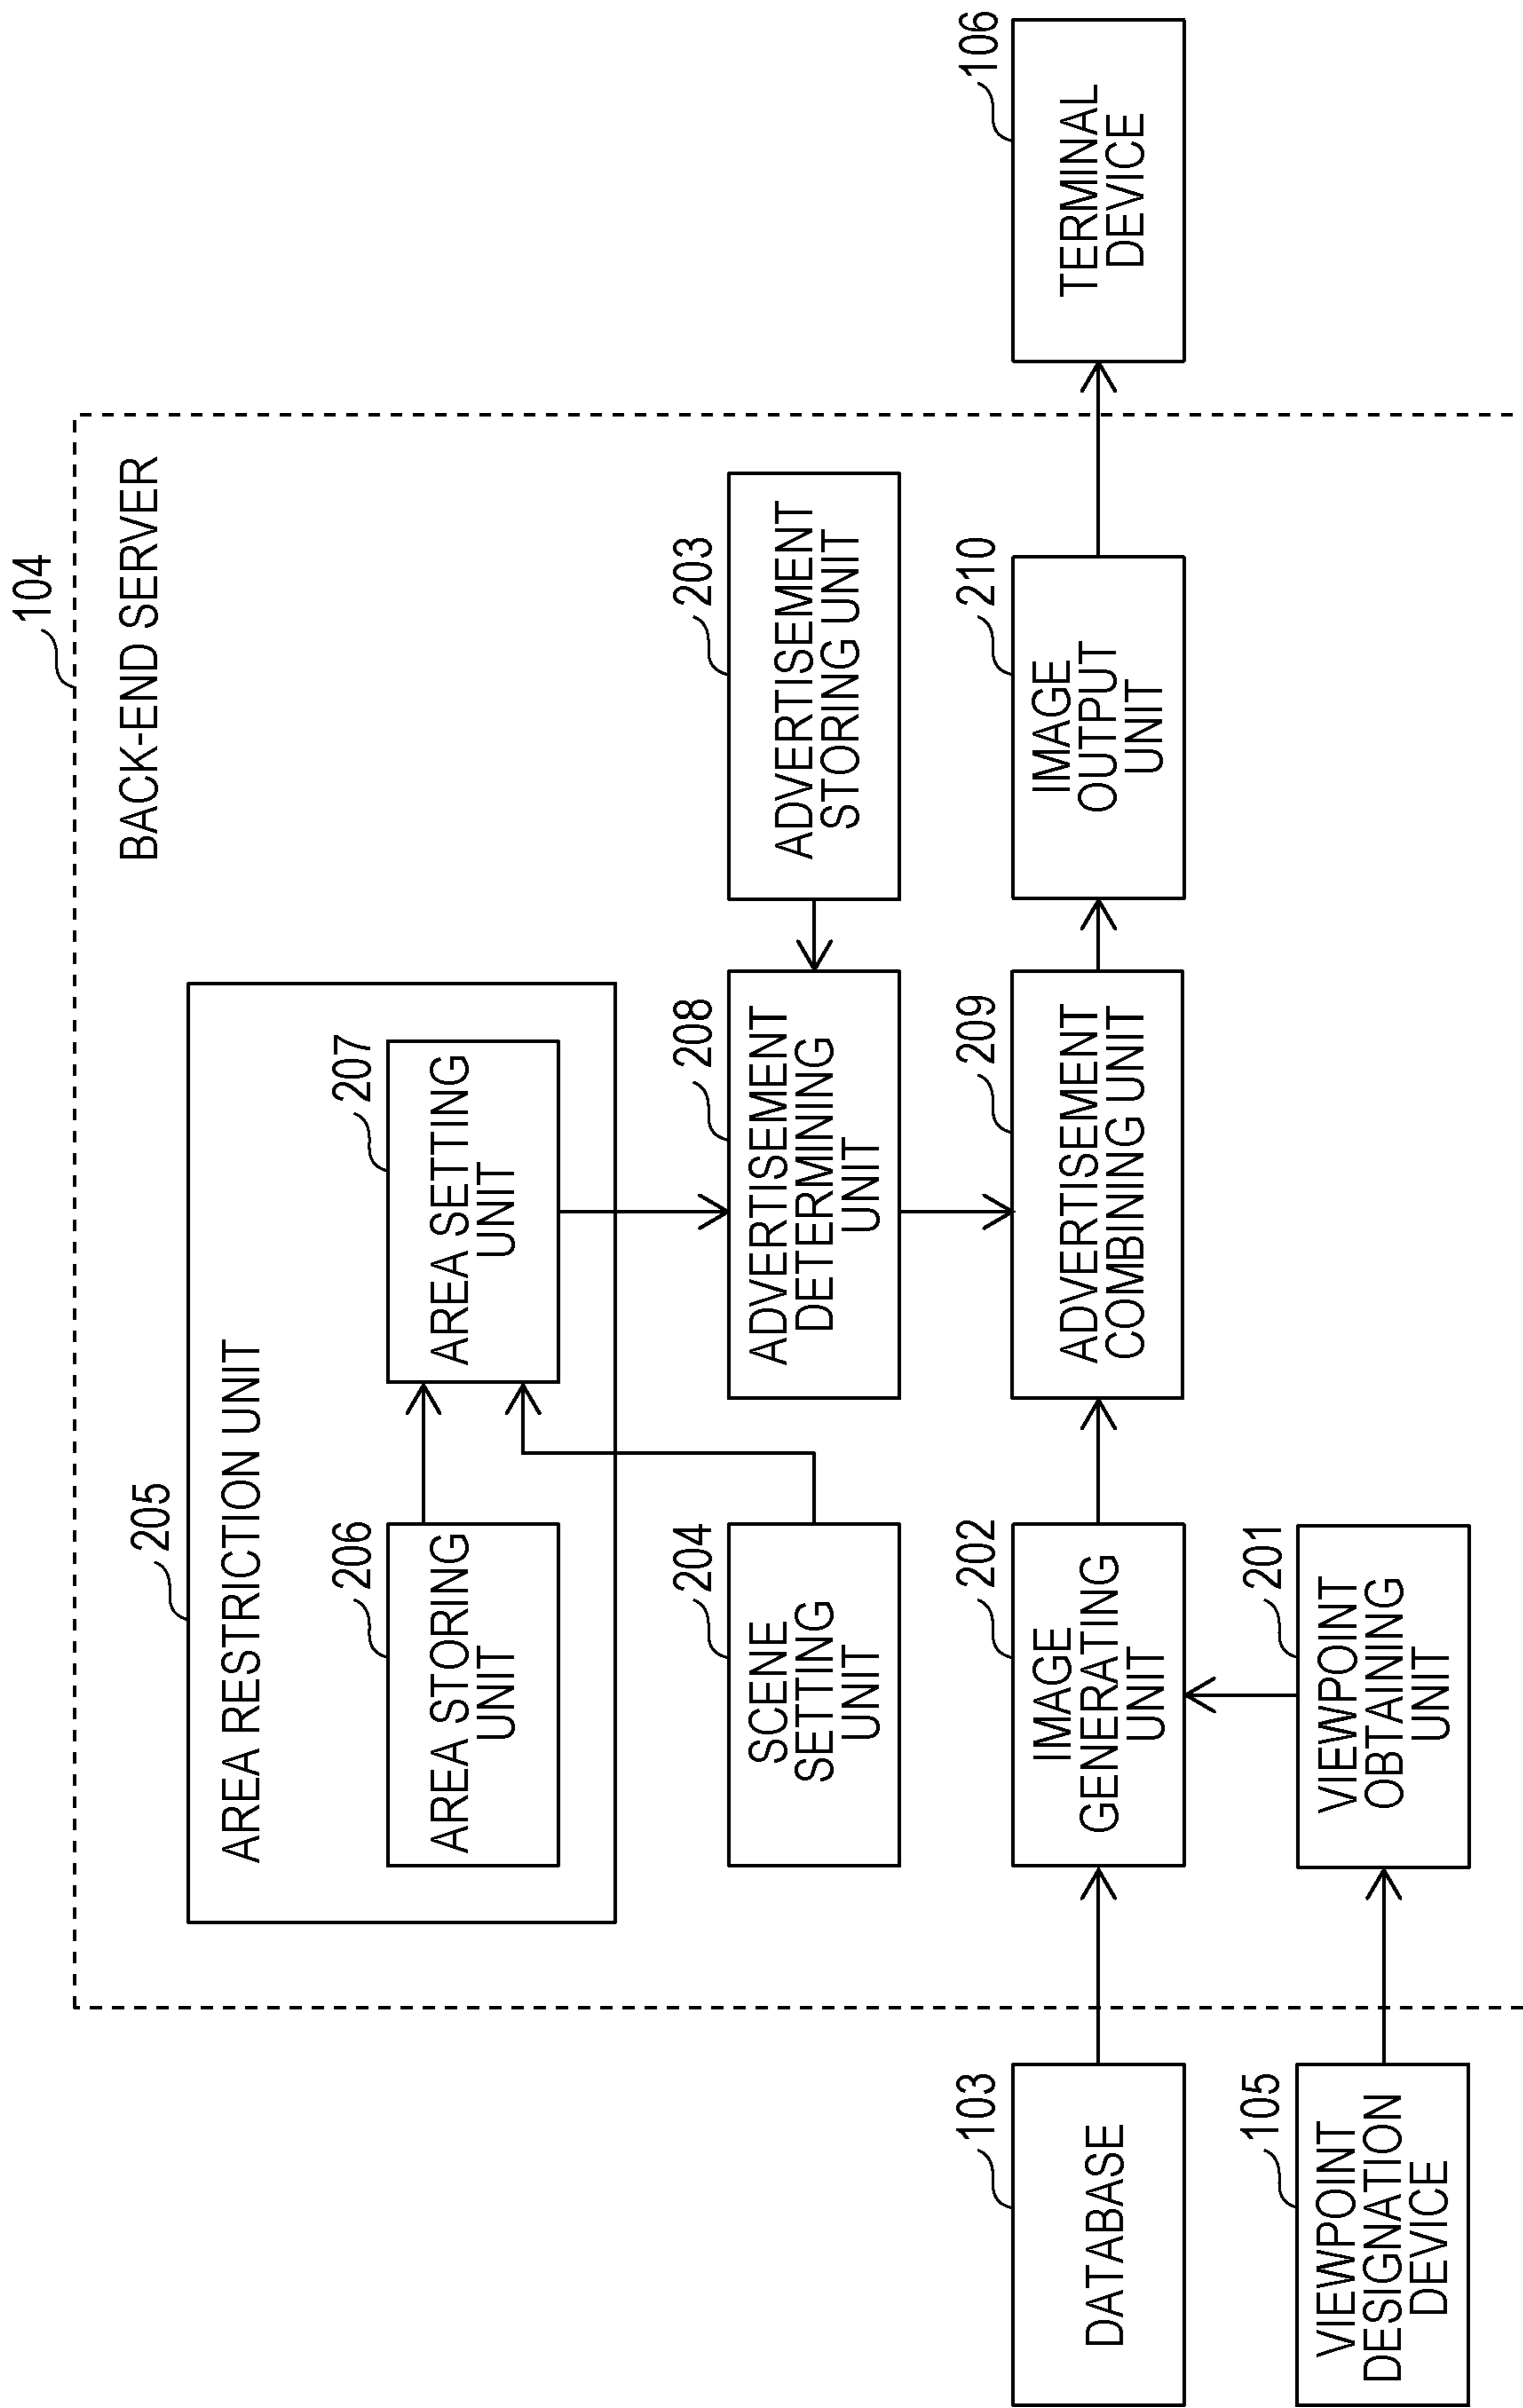 104
BACK-END SERVER
205
AREA RESTRICTION UNIT
206
AREA STORING
UNIT
207
AREA SETTING
UNIT
204
SCENE
SETTING
UNIT
208
ADVERTISEMENT
DETERMINING
UNIT
203
ADVERTISEMENT
STORING UNIT
103
DATABASE
202
IMAGE
GENERATING
UNIT
209
ADVERTISEMENT
COMBINING UNIT
210
IMAGE
OUTPUT
UNIT
106
TERMINAL
DEVICE
105
VIEWPOINT
DESIGNATION
DEVICE
201
VIEWPOINT
OBTAINING
UNIT